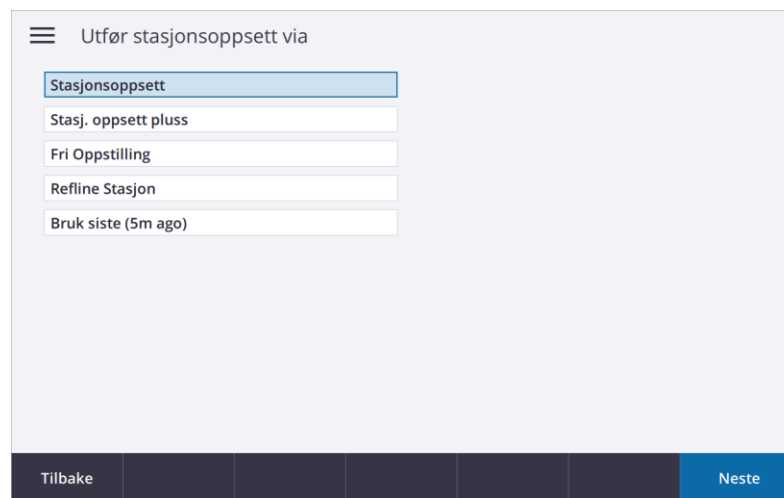 Utfør stasjonsoppsett via
Stasjonsoppsett
Stasj. oppsett pluss
Fri Oppstilling
Refline Stasjon
Bruk siste (5m ago)
Tilbake
Neste